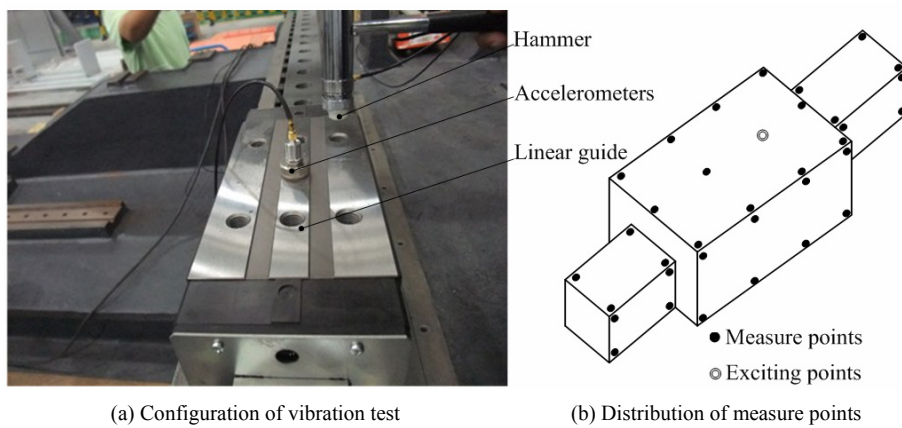 Hammer
Accelerometers
Linear guide
Measure points
Exciting points
(a) Configuration of vibration test
(b) Distribution of measure points